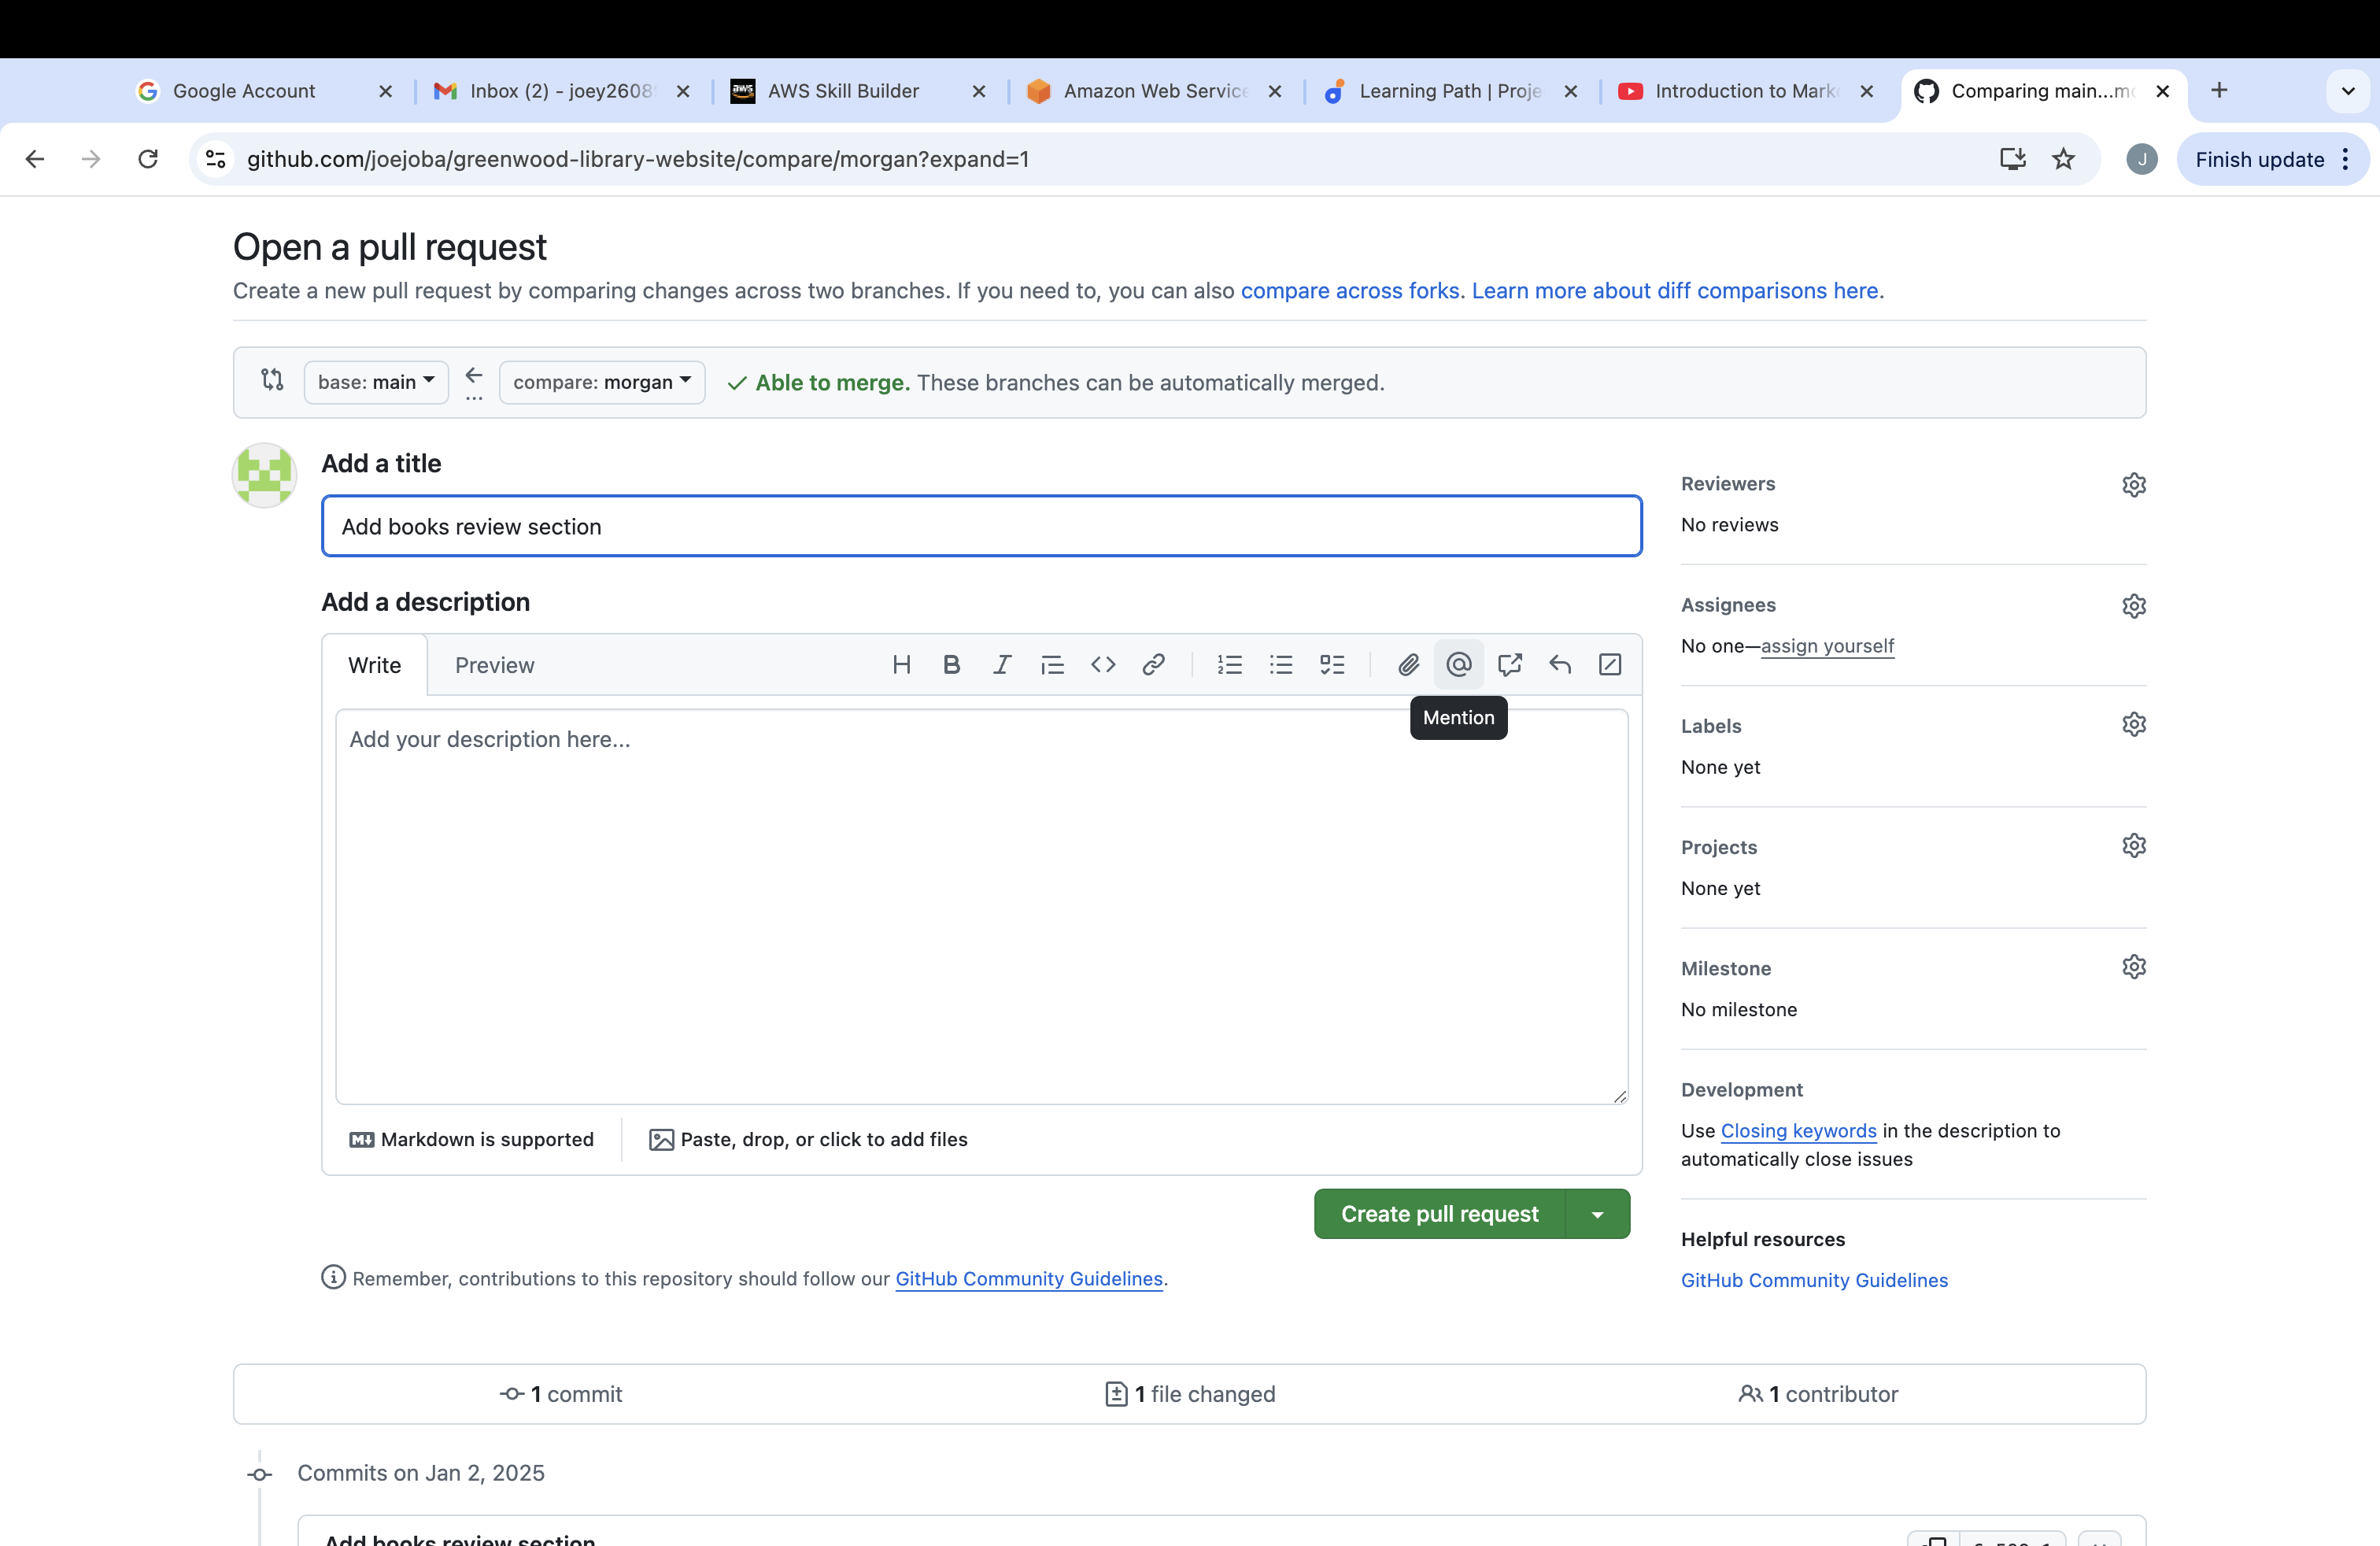 Google Account
Inbox (2) - joey2608
AWS Skill Builder
Amazon Web Service
Learning Path | Proje
Introduction to Mark
Comparing main...mo
github.com/joejoba/greenwood-library-website/compare/morgan?expand=1
J
Finish update
Open a pull request
Create a new pull request by comparing changes across two branches. If you need to, you can also compare across forks. Learn more about diff comparisons here.
base: main
compare: morgan
Able to merge. These branches can be automatically merged.
Add a title
Add books review section
Add a description
Write
Preview
Mention
Add your description here...
Markdown is supported
Paste, drop, or click to add files
Create pull request
Remember, contributions to this repository should follow our GitHub Community Guidelines.
Reviewers
No reviews
Assignees
No one—assign yourself
Labels
None yet
Projects
None yet
Milestone
No milestone
Development
Use Closing keywords in the description to
automatically close issues
Helpful resources
GitHub Community Guidelines
1 commit
1 file changed
1 contributor
Commits on Jan 2, 2025
Add books review section